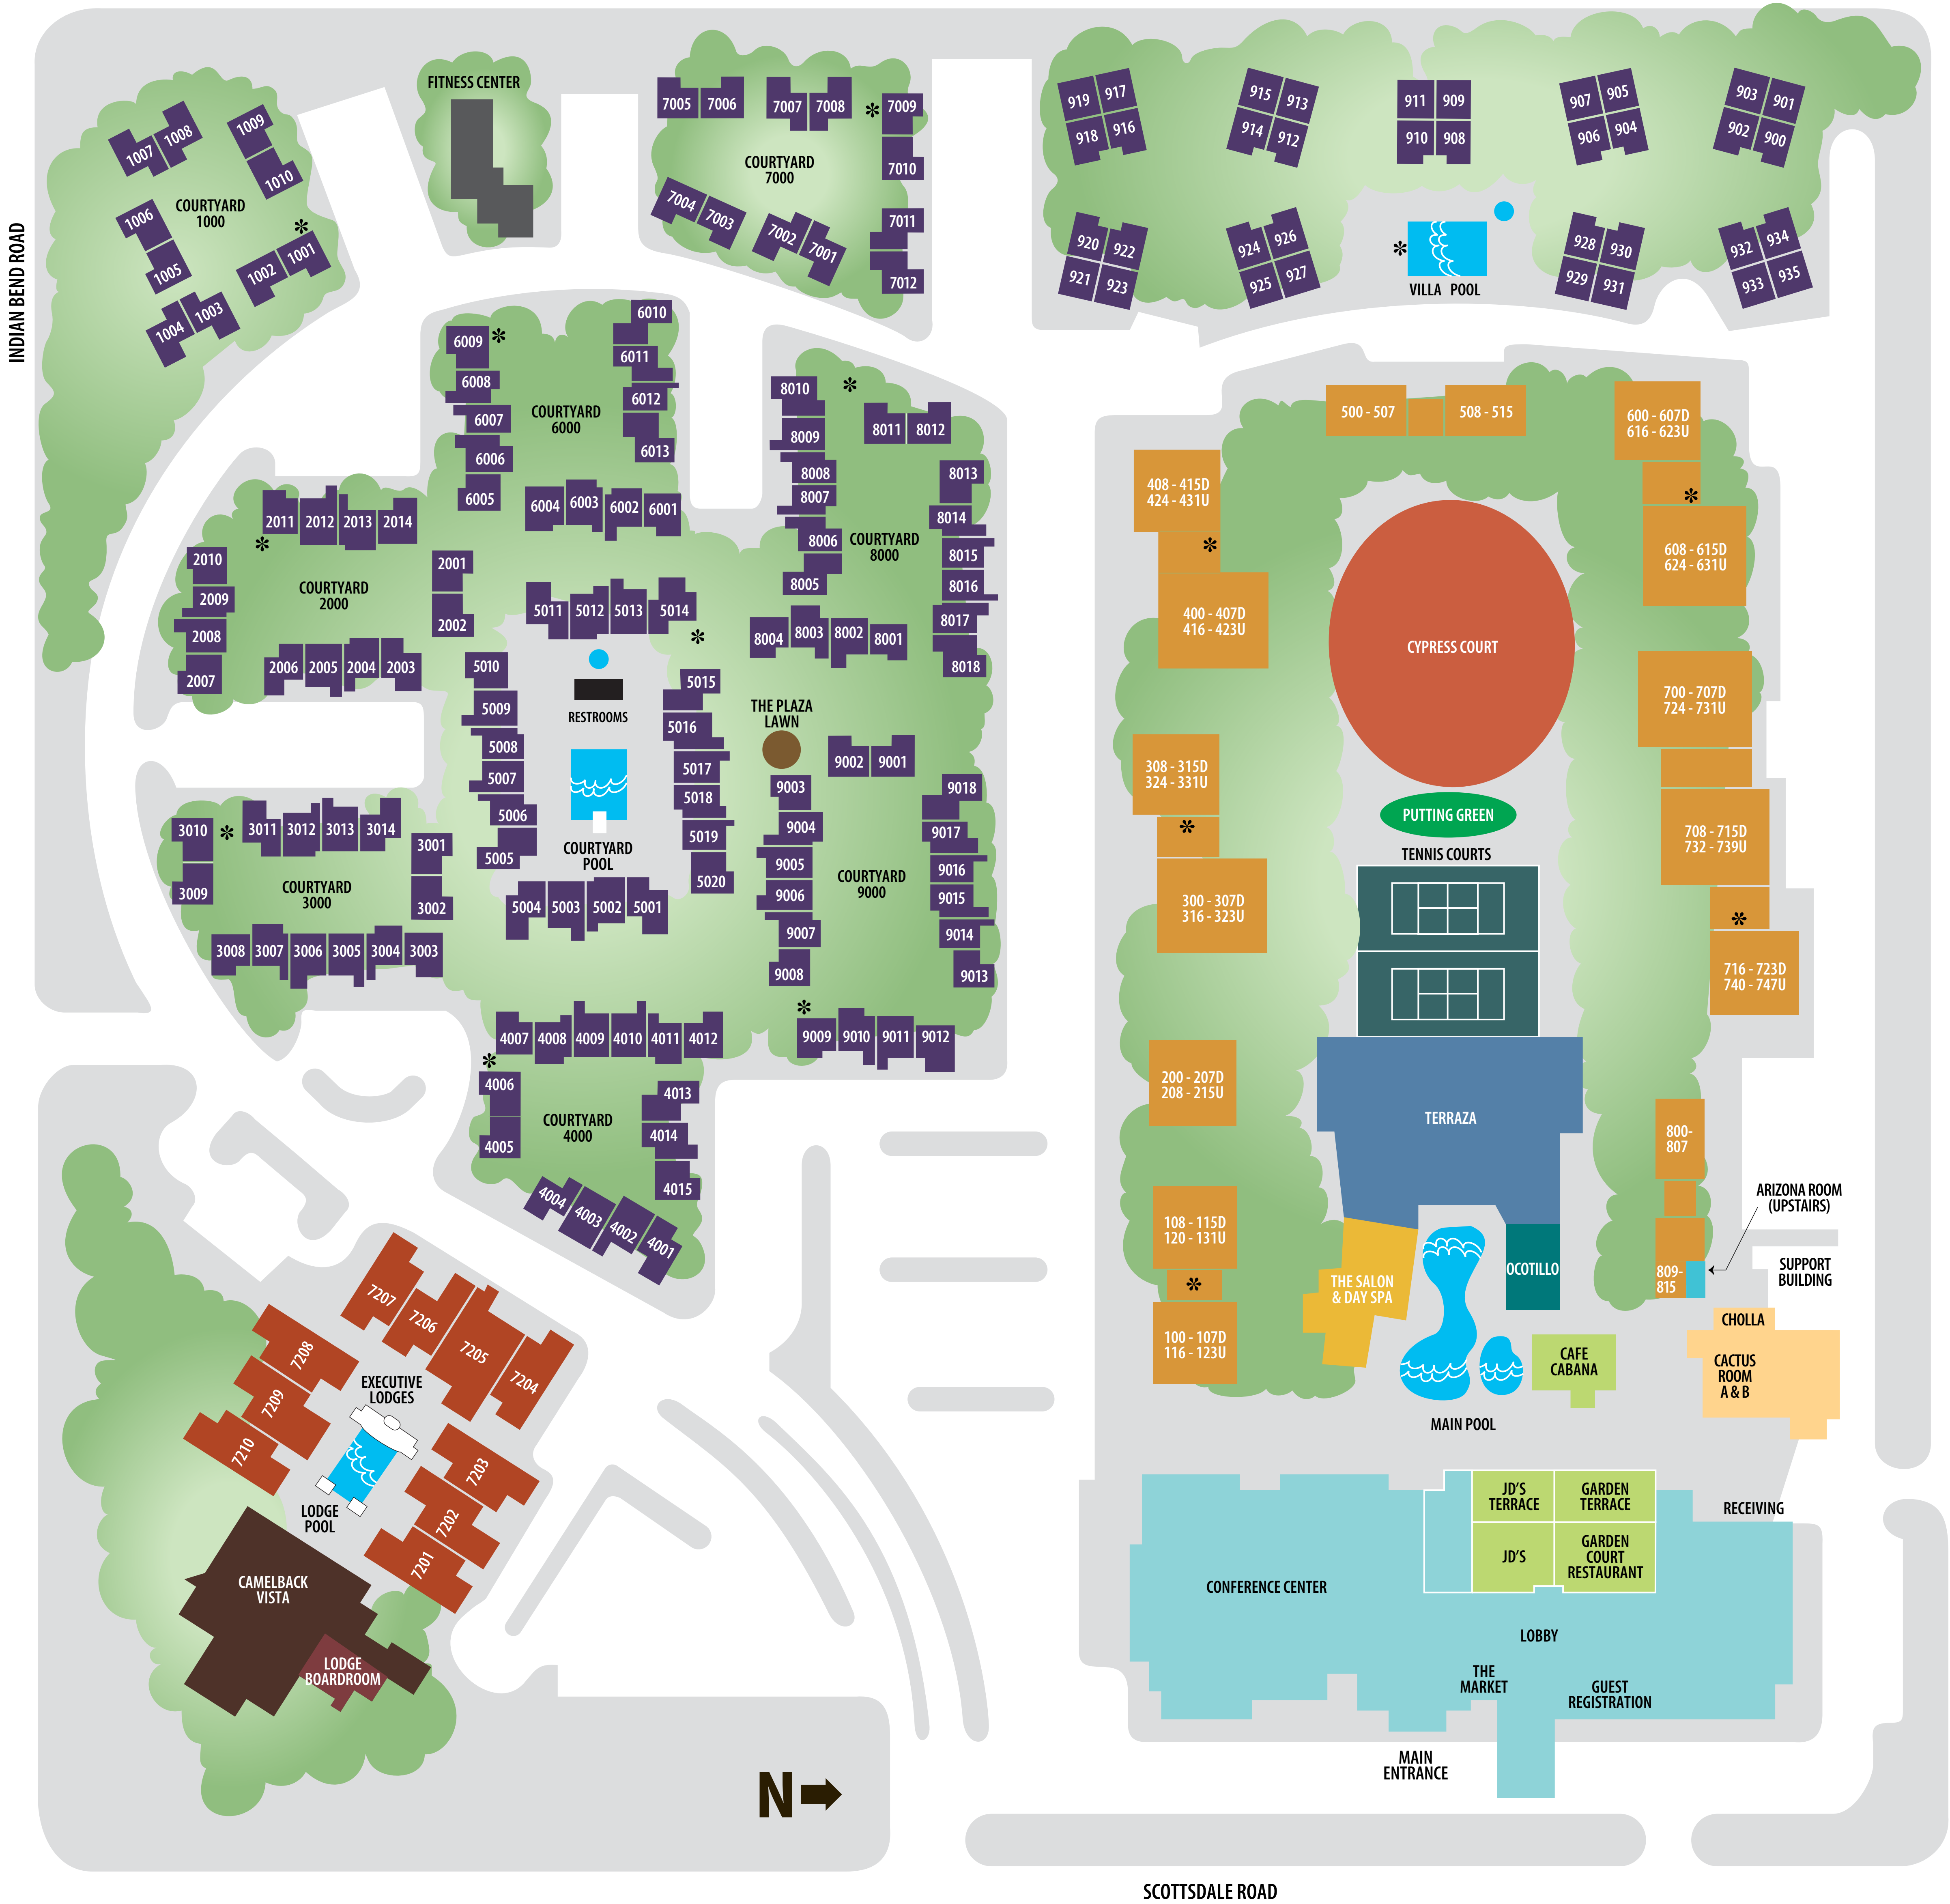 INDIAN BEND ROAD
1007
1008
1009
1010
COURTYARD
1000
1006
1005
1004
1003
1002
1001
*
FITNESS CENTER
7005
7006
7007
7008
*
7009
7010
COURTYARD
7000
7004
7003
7002
7001
7011
7012
919
917
918
916
915
913
914
912
911
909
910
908
907
905
906
904
903
901
902
900
920
922
921
923
924
926
925
927
*
VILLA POOL
928
930
929
931
932
934
933
935
6009
*
6008
6007
6006
6005
COURTYARD
6000
6010
6011
6012
6013
6004
6003
6002
6001
2011
2012
2013
2014
*
2010
2009
2008
2007
COURTYARD
2000
2001
2002
2006
2005
2004
2003
8010
*
8009
8008
8007
8006
8005
8011
8012
COURTYARD
8000
8013
8014
8015
8016
8017
8018
8004
8003
8002
8001
5011
5012
5013
5014
*
5010
5009
5008
5007
5006
5005
RESTROOMS
COURTYARD
POOL
5015
5016
5017
5018
5019
5020
5004
5003
5002
5001
THE PLAZA
LAWN
9002
9001
9003
9004
9005
9006
9007
9008
COURTYARD
9000
9018
9017
9016
9015
9014
9013
*
9009
9010
9011
9012
3010
*
3009
3011
3012
3013
3014
COURTYARD
3000
3001
3002
3008
3007
3006
3005
3004
3003
4007
4008
4009
4010
4011
4012
*
4006
4005
COURTYARD
4000
4013
4014
4015
4004
4003
4002
4001
500 - 507
508 - 515
600 - 607D
616 - 623U
*
608 - 615D
624 - 631U
408 - 415D
424 - 431U
*
400 - 407D
416 - 423U
CYPRESS COURT
700 - 707D
724 - 731U
308 - 315D
324 - 331U
*
300 - 307D
316 - 323U
PUTTING GREEN
TENNIS COURTS
708 - 715D
732 - 739U
*
716 - 723D
740 - 747U
200 - 207D
208 - 215U
TERRAZA
800-
807
ARIZONA ROOM
(UPSTAIRS)
108 - 115D
120 - 131U
*
100 - 107D
116 - 123U
THE SALON
& DAY SPA
OCOTILLO
809-
815
SUPPORT
BUILDING
CHOLLA
CACTUS
ROOM
A & B
CAFE
CABANA
MAIN POOL
7207
7206
7205
7204
7208
7209
7210
EXECUTIVE
LODGES
LODGE
POOL
7203
7202
7201
CAMELBACK
VISTA
LODGE
BOARDROOM
JD'S
TERRACE
GARDEN
TERRACE
RECEIVING
JD'S
GARDEN
COURT
RESTAURANT
CONFERENCE CENTER
LOBBY
THE
MARKET
GUEST
REGISTRATION
MAIN
ENTRANCE
N
SCOTTSDALE ROAD